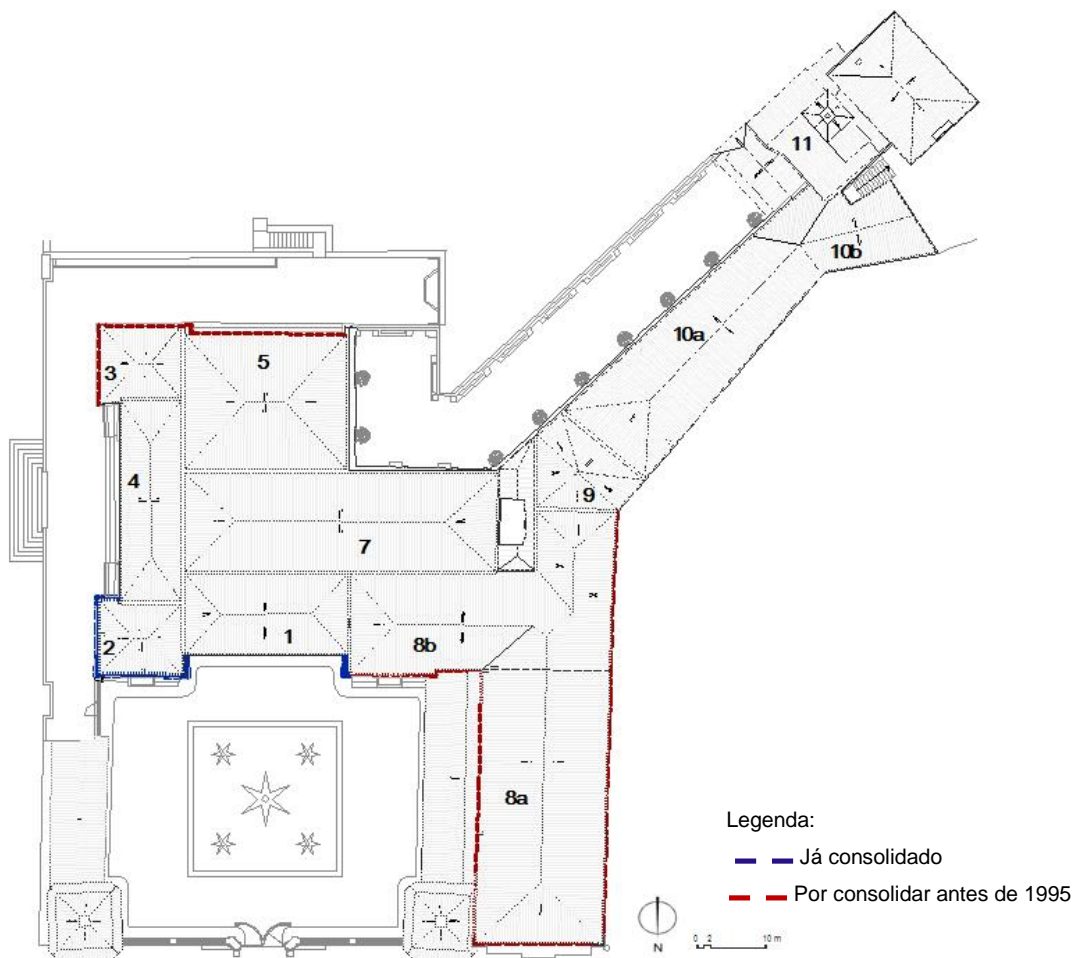 11
10b
10a
5
3
4
9
7
1
2
8b
8a
Legenda:
Já consolidado
Por consolidar antes de 1995
N
0 2 10 m